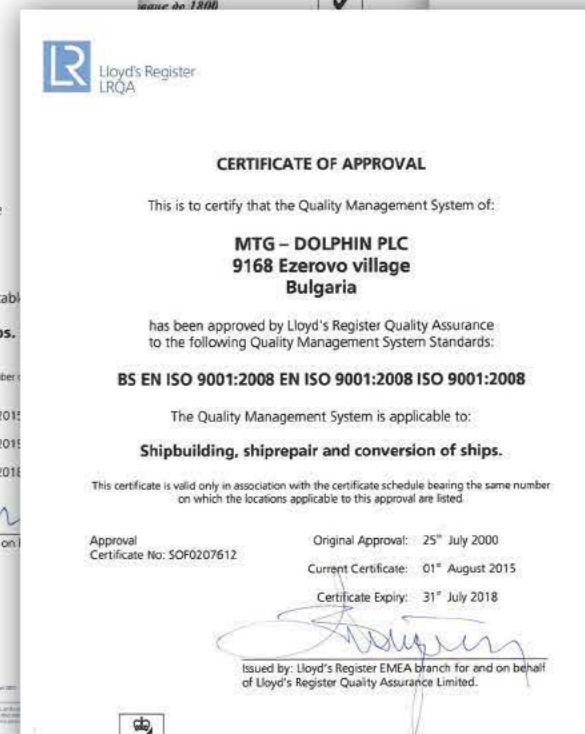 до 1800
Lloyd's Register
LRQA
CERTIFICATE OF APPROVAL
This is to certify that the Quality Management System of:
MTG – DOLPHIN PLC
9168 Ezerovo village
Bulgaria
has been approved by Lloyd's Register Quality Assurance
to the following Quality Management System Standards:
BS EN ISO 9001:2008 EN ISO 9001:2008 ISO 9001:2008
The Quality Management System is applicable to:
Shipbuilding, shiprepair and conversion of ships.
This certificate is valid only in association with the certificate schedule bearing the same number
on which the locations applicable to this approval are listed
Approval
Certificate No: SOF0207612
Original Approval: 25th July 2000
Current Certificate: 01st August 2015
Certificate Expiry: 31st July 2018
Issued by: Lloyd's Register EMEA branch for and on behalf
of Lloyd's Register Quality Assurance Limited.